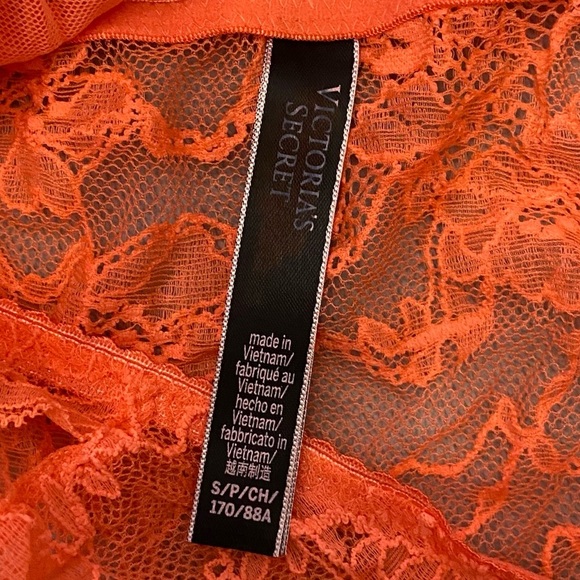 VICTORIA'S
SECRET
made in
Vietnam/
fabriqué au
Vietnam/
hecho en
Vietnam/
fabbricato in
Vietnam/
越南制造
S/P/CH/
170/88A